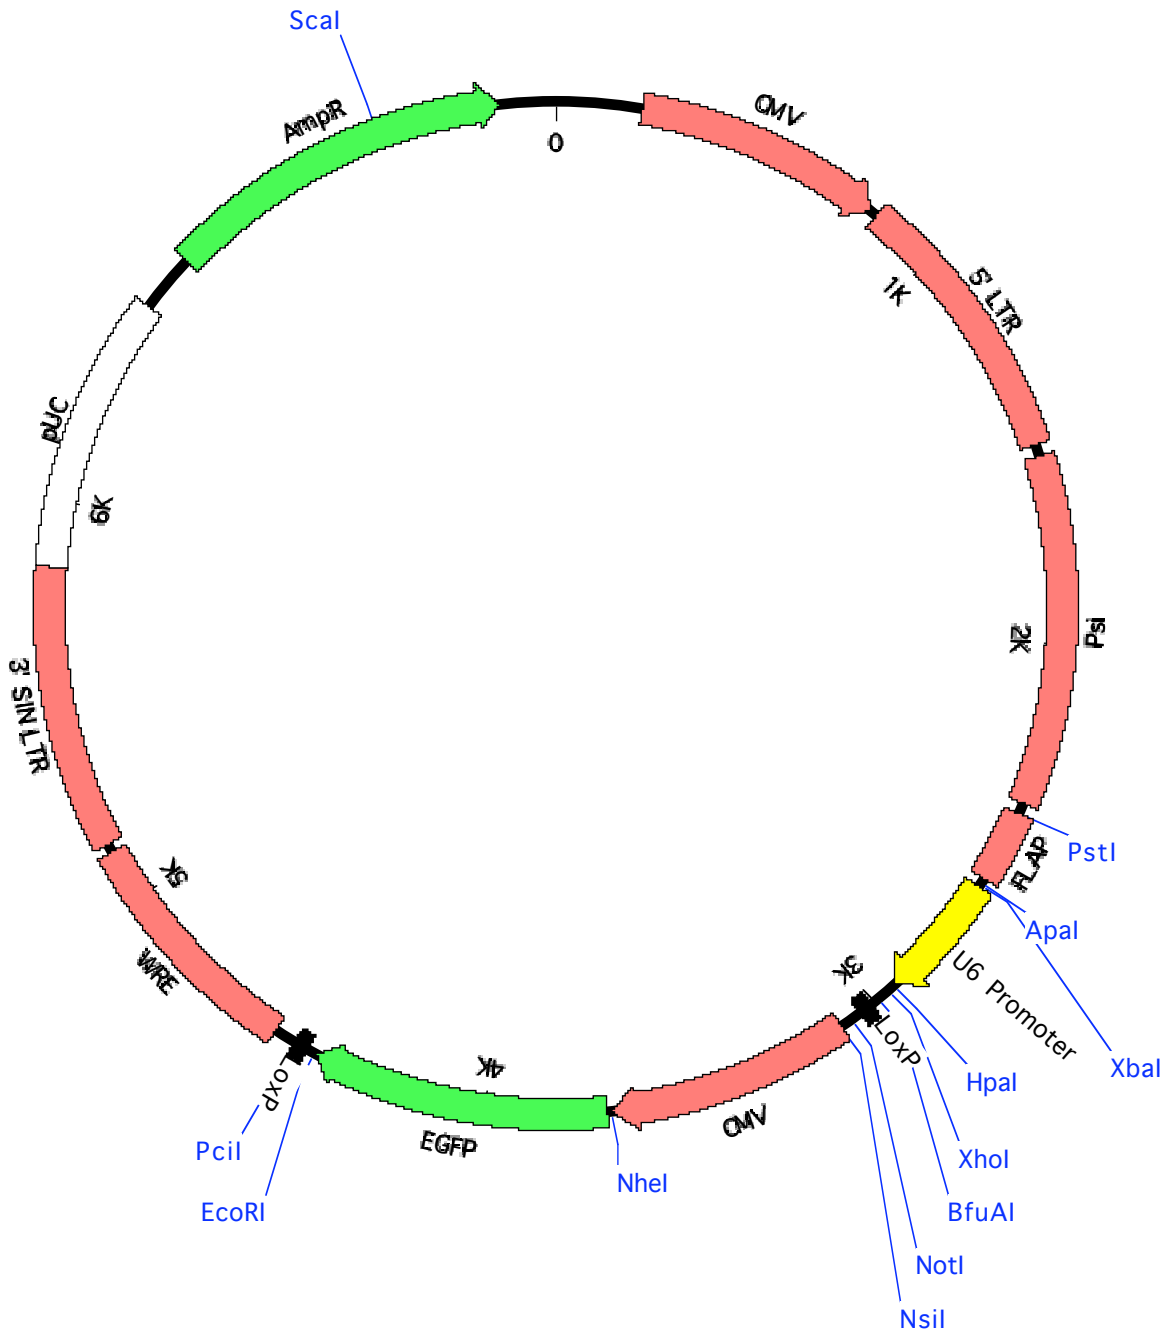 ScaI
AmpR
0
CMV
1K
5' LTR
2K
Psi
PstI
FLAP
ApaI
U6 Promoter
XbaI
HpaI
XhoI
BfuAI
NotI
NsiI
LoxP
3K
CMV
NheI
4K
EGFP
EcoRI
PciI
LoxP
WRE
5K
3' SIN LTR
6K
pUC